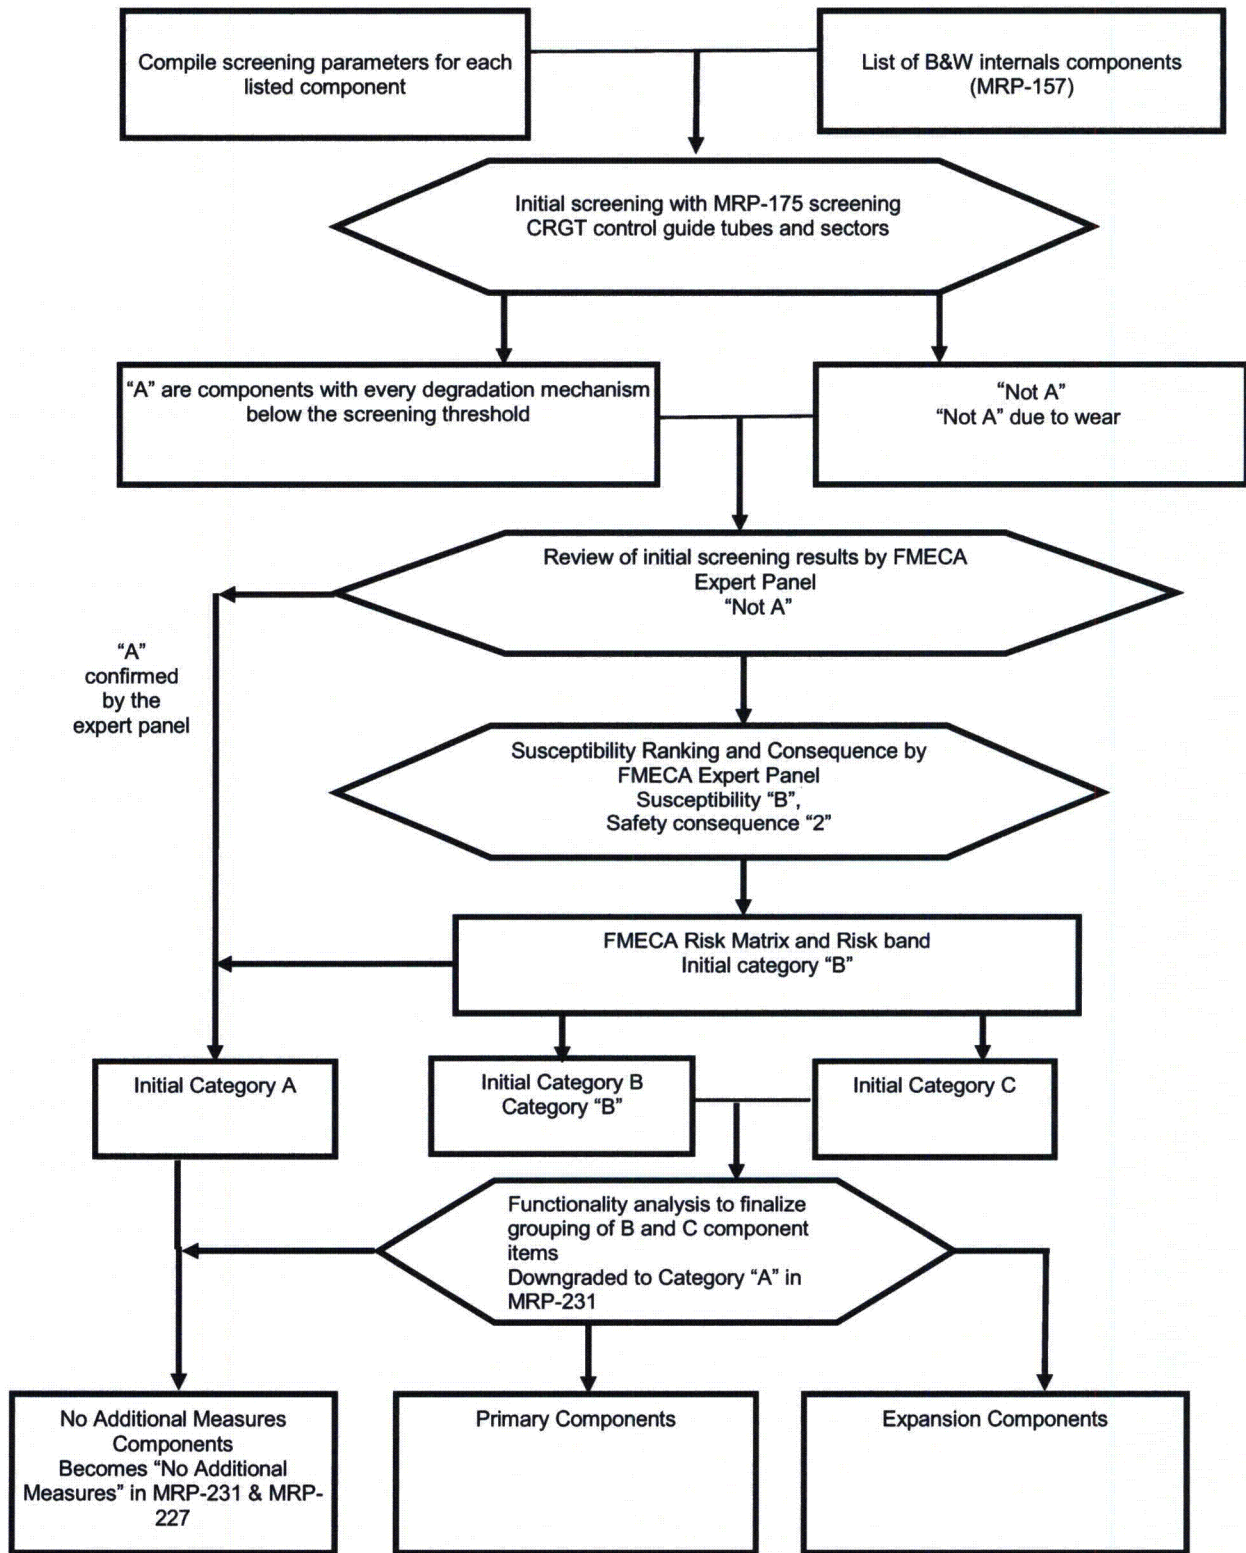 Compile screening parameters for each
listed component
List of B&W internals components
(MRP-157)
Initial screening with MRP-175 screening
CRGT control guide tubes and sectors
“A” are components with every degradation mechanism
below the screening threshold
“Not A”
“Not A” due to wear
Review of initial screening results by FMECA
Expert Panel
“Not A”
“A”
confirmed
by the
expert panel
Susceptibility Ranking and Consequence by
FMECA Expert Panel
Susceptibility “B”,
Safety consequence “2”
FMECA Risk Matrix and Risk band
Initial category “B”
Initial Category A
Initial Category B
Category “B”
Initial Category C
Functionality analysis to finalize
grouping of B and C component
items
Downgraded to Category “A” in
MRP-231
No Additional Measures
Components
Becomes “No Additional
Measures” in MRP-231 & MRP-
227
Primary Components
Expansion Components